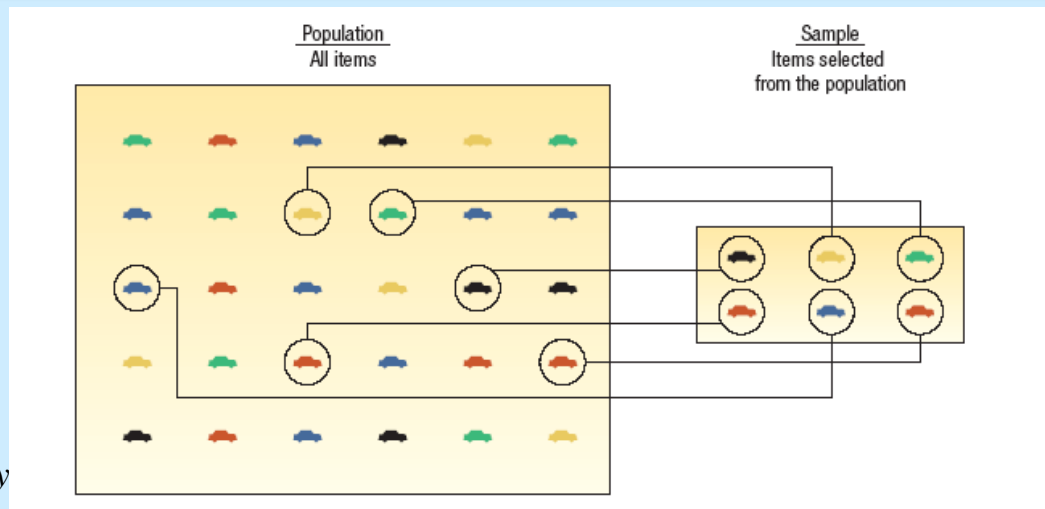 Population
All items
Sample
Items selected
from the population
y